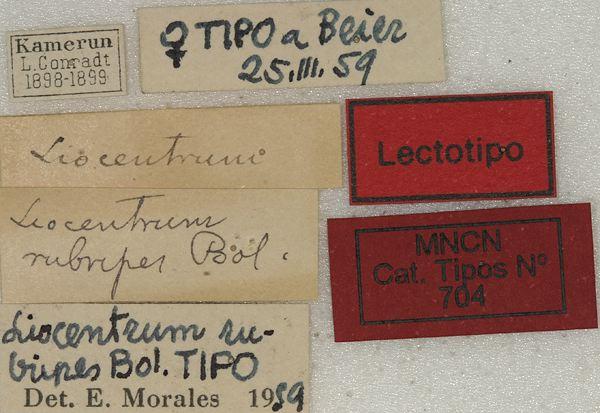 Kamerun
L. Conradt
1898-1899
♀ TIPO a Beier
25.III.59
Liocentrum
Lectotipo
Liocentrum
rubripes Bol.
MNCN
Cat. Tipos Nº
704
Liocentrum ru-
bripes Bol. TIPO
Det. E. Morales 1959